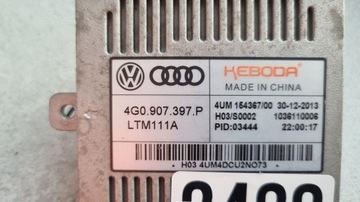 KEBODA
MADE IN CHINA
4G0.907.397.P
LTM111A
4UM 154367/00 30-12-2013
H03/S0002 1036110006
PID:03444 22:00:17
H03 4UM4DCU2NO73